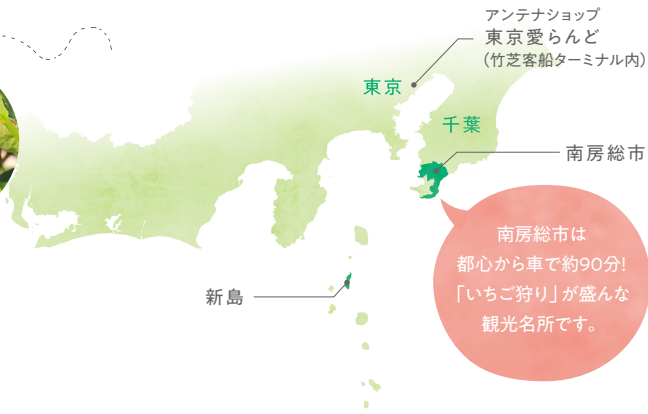 アンテナショップ
東京愛らんど
（竹芝客船ターミナル内）
東京
千葉
南房総市
南房総市は
都心から車で約90分!
「いちご狩り」が盛んな
観光名所です。
新島